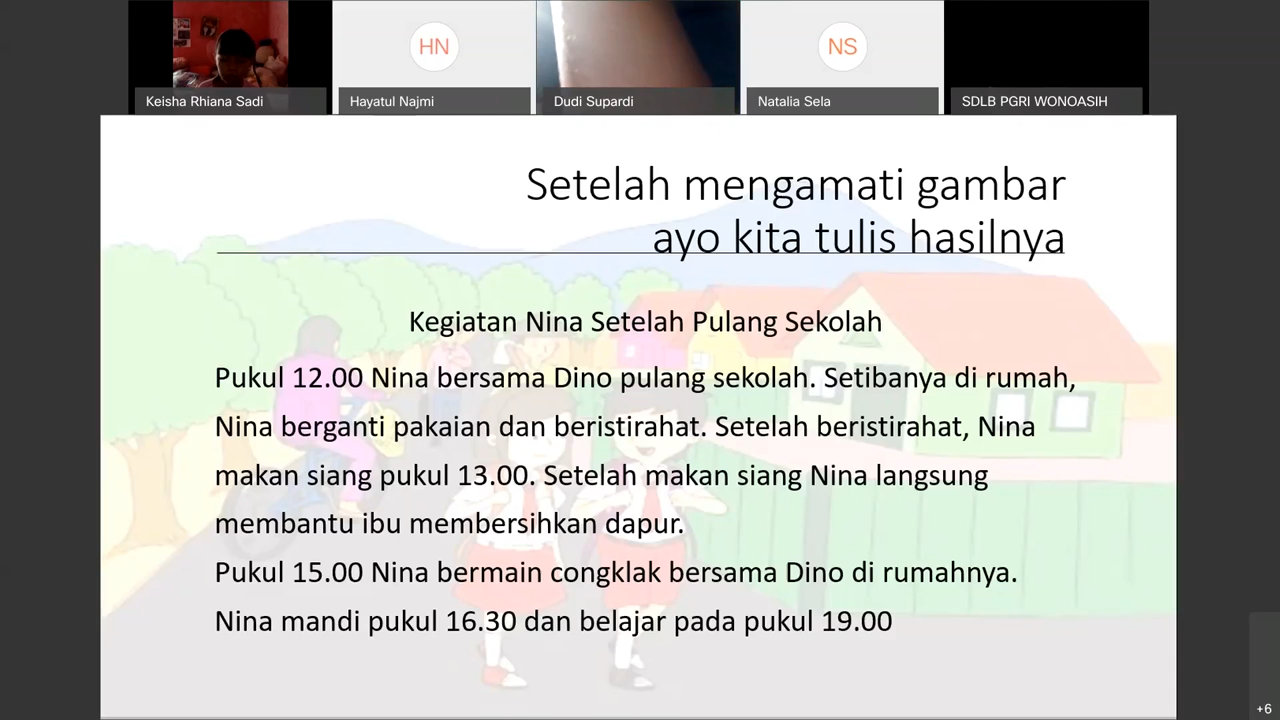 HN
NS
Keisha Rhiana Sadi
Hayatul Najmi
Dudi Supardi
Natalia Sela
SDLB PGRI WONOASIH
Setelah mengamati gambar
ayo kita tulis hasilnya
Kegiatan Nina Setelah Pulang Sekolah
Pukul 12.00 Nina bersama Dino pulang sekolah. Setibanya di rumah,
Nina berganti pakaian dan beristirahat. Setelah beristirahat, Nina
makan siang pukul 13.00. Setelah makan siang Nina langsung
membantu ibu membersihkan dapur.
Pukul 15.00 Nina bermain congklak bersama Dino di rumahnya.
Nina mandi pukul 16.30 dan belajar pada pukul 19.00
+6